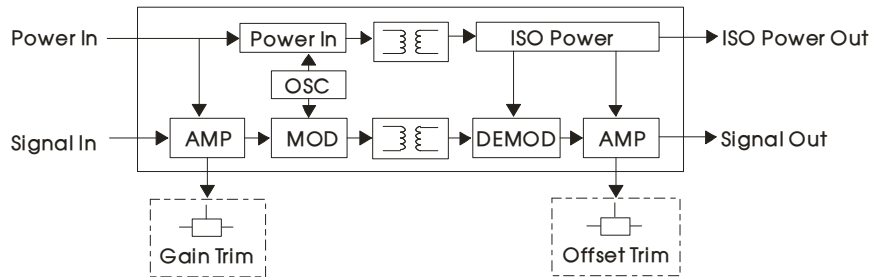 Power In
Power In
ISO Power
ISO Power Out
OSC
Signal In
AMP
MOD
DEMOD
AMP
Signal Out
Gain Trim
Offset Trim